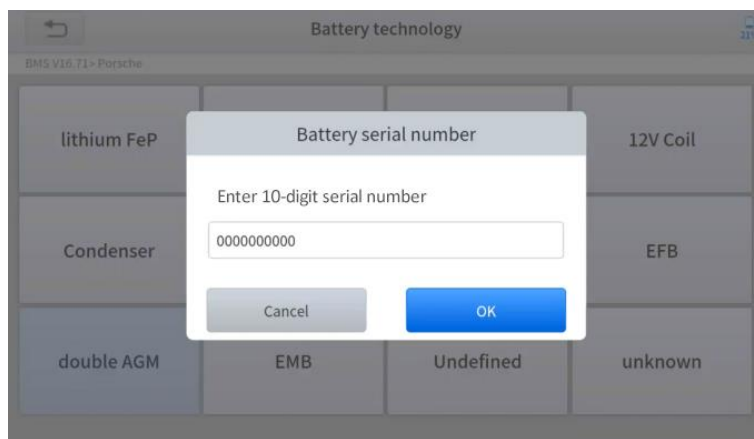 Battery technology
BMS V16.71> Porsche
Battery serial number
Enter 10-digit serial number
0000000000
Cancel
OK
lithium FeP
12V Coil
Condenser
EFB
double AGM
EMB
Undefined
unknown